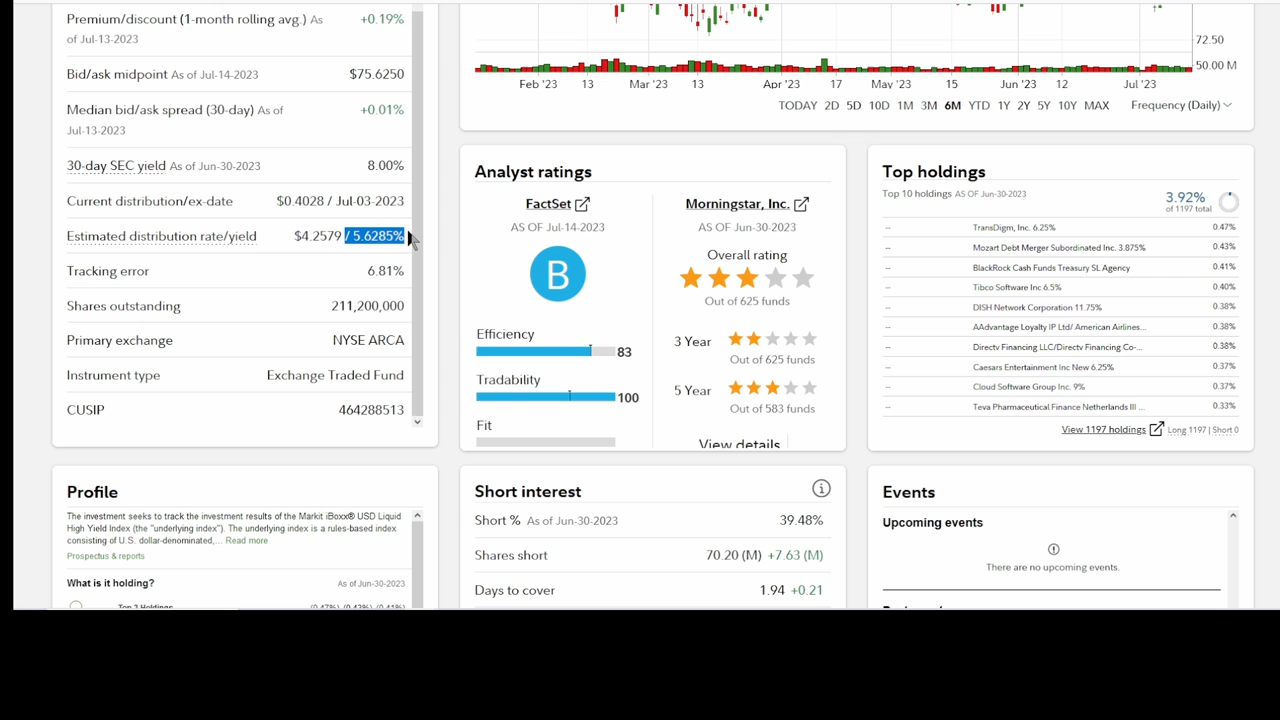 Premium/discount (1-month rolling avg.) As of Jul-13-2023
+0.19%
Bid/ask midpoint As of Jul-14-2023
$75.6250
Median bid/ask spread (30-day) As of Jul-13-2023
+0.01%
30-day SEC yield As of Jun-30-2023
8.00%
Current distribution/ex-date
$0.4028 / Jul-03-2023
Estimated distribution rate/yield
$4.2579 / 5.6285%
Tracking error
6.81%
Shares outstanding
211,200,000
Primary exchange
NYSE ARCA
Instrument type
Exchange Traded Fund
CUSIP
464288513
72.50
50.00 M
Feb '23 13 Mar '23 13 Apr '23 17 May '23 15 Jun '23 12 Jul '23
TODAY 2D 5D 10D 1M 3M 6M YTD 1Y 2Y 5Y 10Y MAX Frequency (Daily)
Analyst ratings
FactSet
AS OF Jul-14-2023
B
Efficiency
83
Tradability
100
Fit
Morningstar, Inc.
AS OF Jun-30-2023
Overall rating
Out of 625 funds
3 Year
Out of 625 funds
5 Year
Out of 583 funds
View details
Top holdings
Top 10 holdings AS OF Jun-30-2023
3.92%
of 1197 total
-- TransDigm, Inc. 6.25% 0.47%
-- Mozart Debt Merger Subordinated Inc. 3.875% 0.43%
-- BlackRock Cash Funds Treasury SL Agency 0.41%
-- Tibco Software Inc 6.5% 0.40%
-- DISH Network Corporation 11.75% 0.38%
-- AAdvantage Loyalty IP Ltd/ American Airlines... 0.38%
-- Directv Financing LLC/Directv Financing Co-... 0.38%
-- Caesars Entertainment Inc New 6.25% 0.37%
-- Cloud Software Group Inc. 9% 0.37%
-- Teva Pharmaceutical Finance Netherlands III ... 0.33%
View 1197 holdings Long 1197 | Short 0
Profile
The investment seeks to track the investment results of the Markit iBoxx® USD Liquid
High Yield Index (the "underlying index"). The underlying index is a rules-based index
consisting of U.S. dollar-denominated,... Read more
Prospectus & reports
What is it holding?
As of Jun-30-2023
Short interest
Short % As of Jun-30-2023
39.48%
Shares short
70.20 (M) +7.63 (M)
Days to cover
1.94 +0.21
Events
Upcoming events
There are no upcoming events.